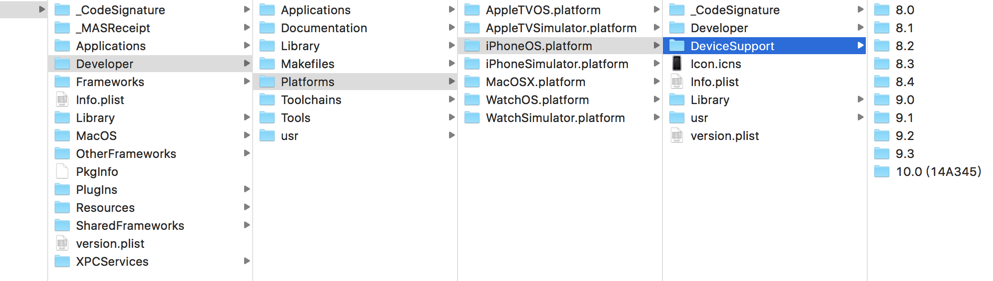 _CodeSignature
_MASReceipt
Applications
Developer
Frameworks
Info.plist
Library
MacOS
OtherFrameworks
PkgInfo
PlugIns
Resources
SharedFrameworks
version.plist
XPCServices
Applications
Documentation
Library
Makefiles
Platforms
Toolchains
Tools
usr
AppleTVOS.platform
AppleTVSimulator.platform
iPhoneOS.platform
iPhoneSimulator.platform
MacOSX.platform
WatchOS.platform
WatchSimulator.platform
_CodeSignature
Developer
DeviceSupport
Icon.icns
Info.plist
Library
usr
version.plist
8.0
8.1
8.2
8.3
8.4
9.0
9.1
9.2
9.3
10.0 (14A345)